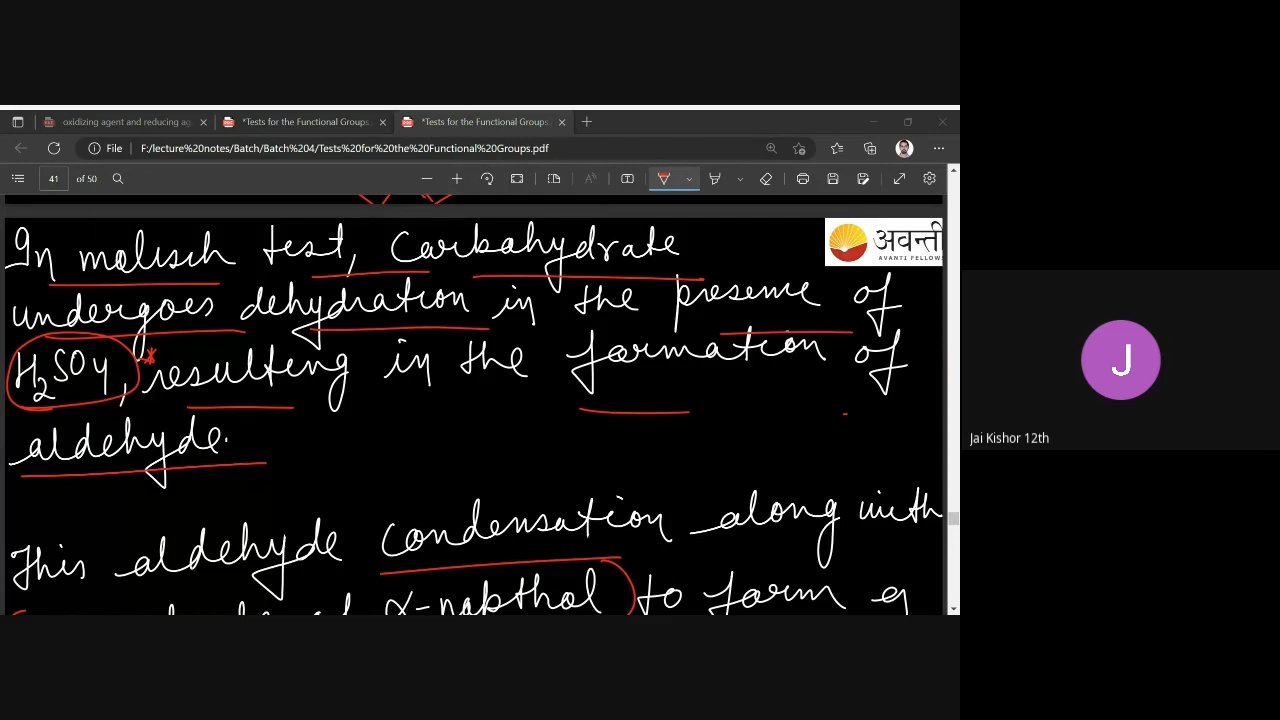 oxidizing agent and reducing ag
*Tests for the Functional Groups.
*Tests for the Functional Groups.
File
F:/lecture%20notes/Batch/Batch%204/Tests%20for%20the%20Functional%20Groups.pdf
41
of 50
अवन्ती
AVANTI FELLOWS
In molisch test, Carbohydrate
undergoes dehydration in the presense of
H2SO4, *resulting in the formation of
aldehyde.
This aldehyde condensation along with
α-napthol to form a
J
Jai Kishor 12th